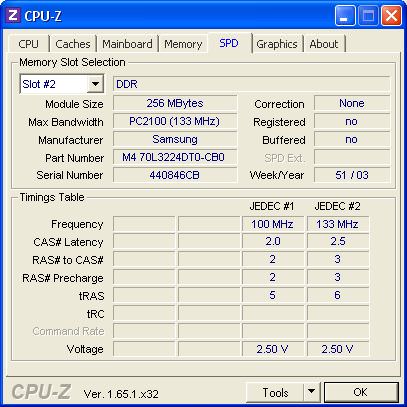 CPU-Z
CPU Caches Mainboard Memory SPD Graphics About
Memory Slot Selection
Slot #2 DDR
Module Size 256 MBytes Correction None
Max Bandwidth PC2100 (133 MHz) Registered no
Manufacturer Samsung Buffered no
Part Number M4 70L3224DT0-CB0 SPD Ext.
Serial Number 440846CB Week/Year 51 / 03
Timings Table
JEDEC #1 JEDEC #2
Frequency 100 MHz 133 MHz
CAS# Latency 2.0 2.5
RAS# to CAS# 2 3
RAS# Precharge 2 3
tRAS 5 6
tRC
Command Rate
Voltage 2.50 V 2.50 V
CPU-Z Ver. 1.65.1.x32 Tools OK